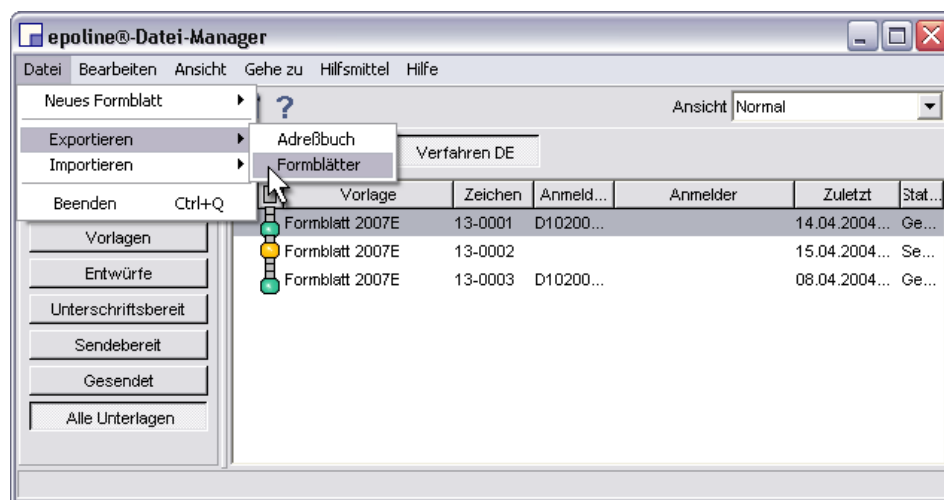 epoline®-Datei-Manager
Datei Bearbeiten Ansicht Gehe zu Hilfsmittel Hilfe
Neues Formblatt
? Ansicht Normal
Exportieren
Adreßbuch
Importieren
Formblätter
Verfahren DE
Beenden Ctrl+Q
Vorlage Zeichen Anmeld... Anmelder Zuletzt Stat...
Formblatt 2007E 13-0001 D10200... 14.04.2004... Ge...
Formblatt 2007E 13-0002 15.04.2004... Se...
Formblatt 2007E 13-0003 D10200... 08.04.2004... Ge...
Vorlagen
Entwürfe
Unterschriftsbereit
Sendebereit
Gesendet
Alle Unterlagen